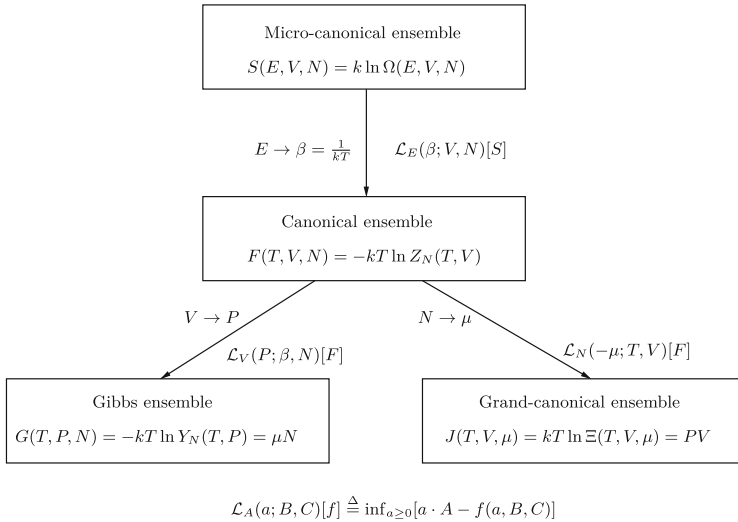 Micro-canonical ensemble
S(E, V, N) = k ln Ω(E, V, N)
E → β = 1/kT
ℒ_E(β; V, N)[S]
Canonical ensemble
F(T, V, N) = −kT ln Z_N(T, V)
V → P
N → μ
ℒ_V(P; β, N)[F]
ℒ_N(−μ; T, V)[F]
Gibbs ensemble
G(T, P, N) = −kT ln Y_N(T, P) = μN
Grand-canonical ensemble
J(T, V, μ) = kT ln Ξ(T, V, μ) = PV
ℒ_A(a; B, C)[f] ≜ inf_{a≥0}[a · A − f(a, B, C)]